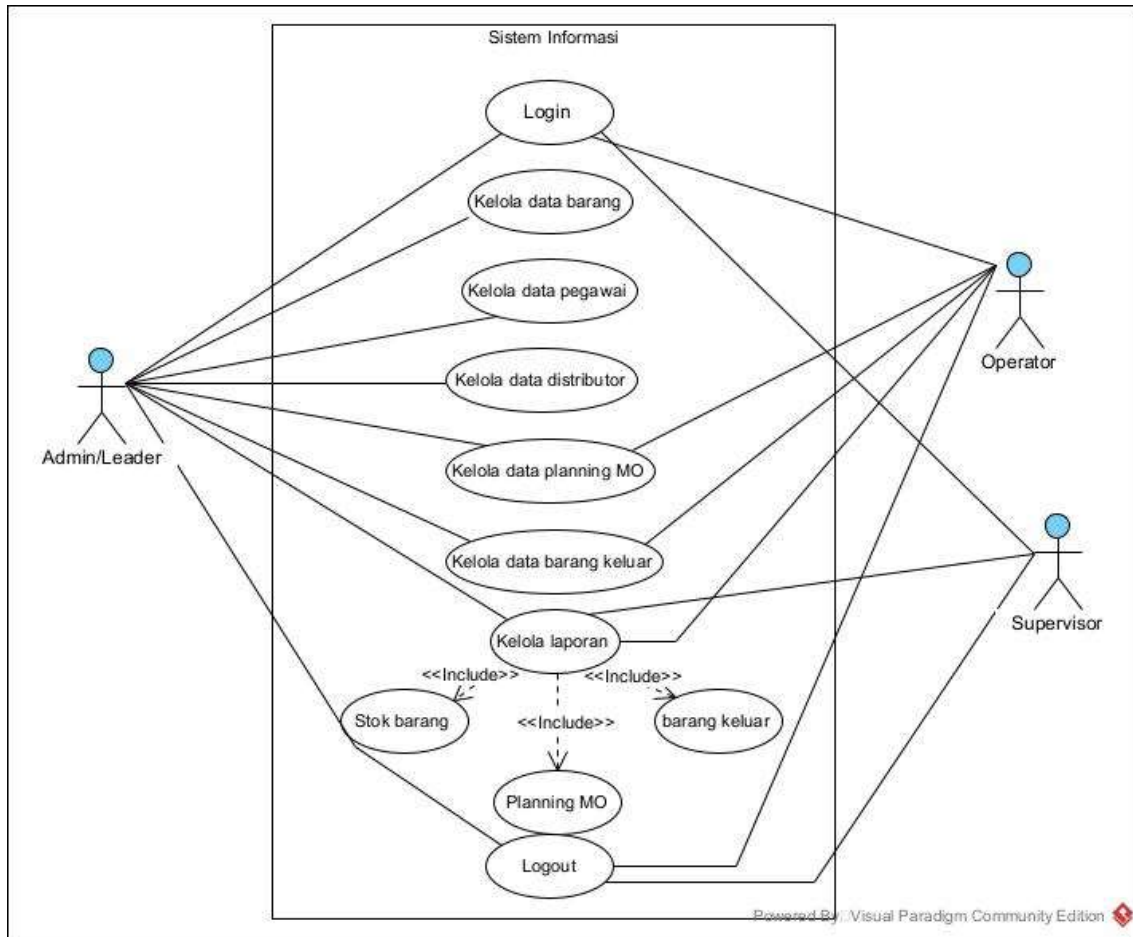 Sistem Informasi
Login
Kelola data barang
Kelola data pegawai
Operator
Kelola data distributor
Admin/Leader
Kelola data planning MO
Kelola data barang keluar
Supervisor
Kelola laporan
<<Include>>
<<Include>>
Stok barang
<<Include>>
barang keluar
Planning MO
Logout
Powered By: Visual Paradigm Community Edition